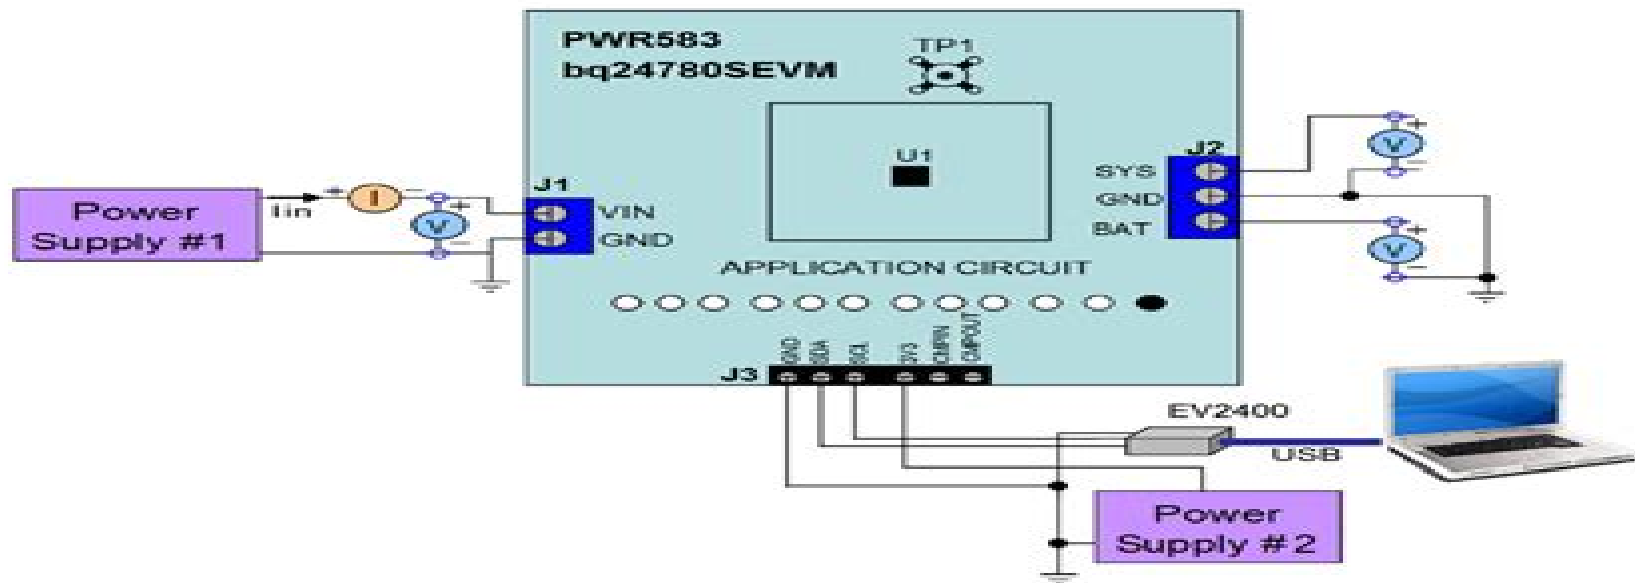 PWR583
bq24780SEVM
TP1
U1
J1
VIN
GND
J2
SYS
GND
BAT
Power
Supply #1
Iin
+
I
-
+
V
-
+
V
-
+
V
-
APPLICATION CIRCUIT
GND
SDA
SCL
3V3
CMPIN
CMPOUT
J3
EV2400
USB
Power
Supply #2